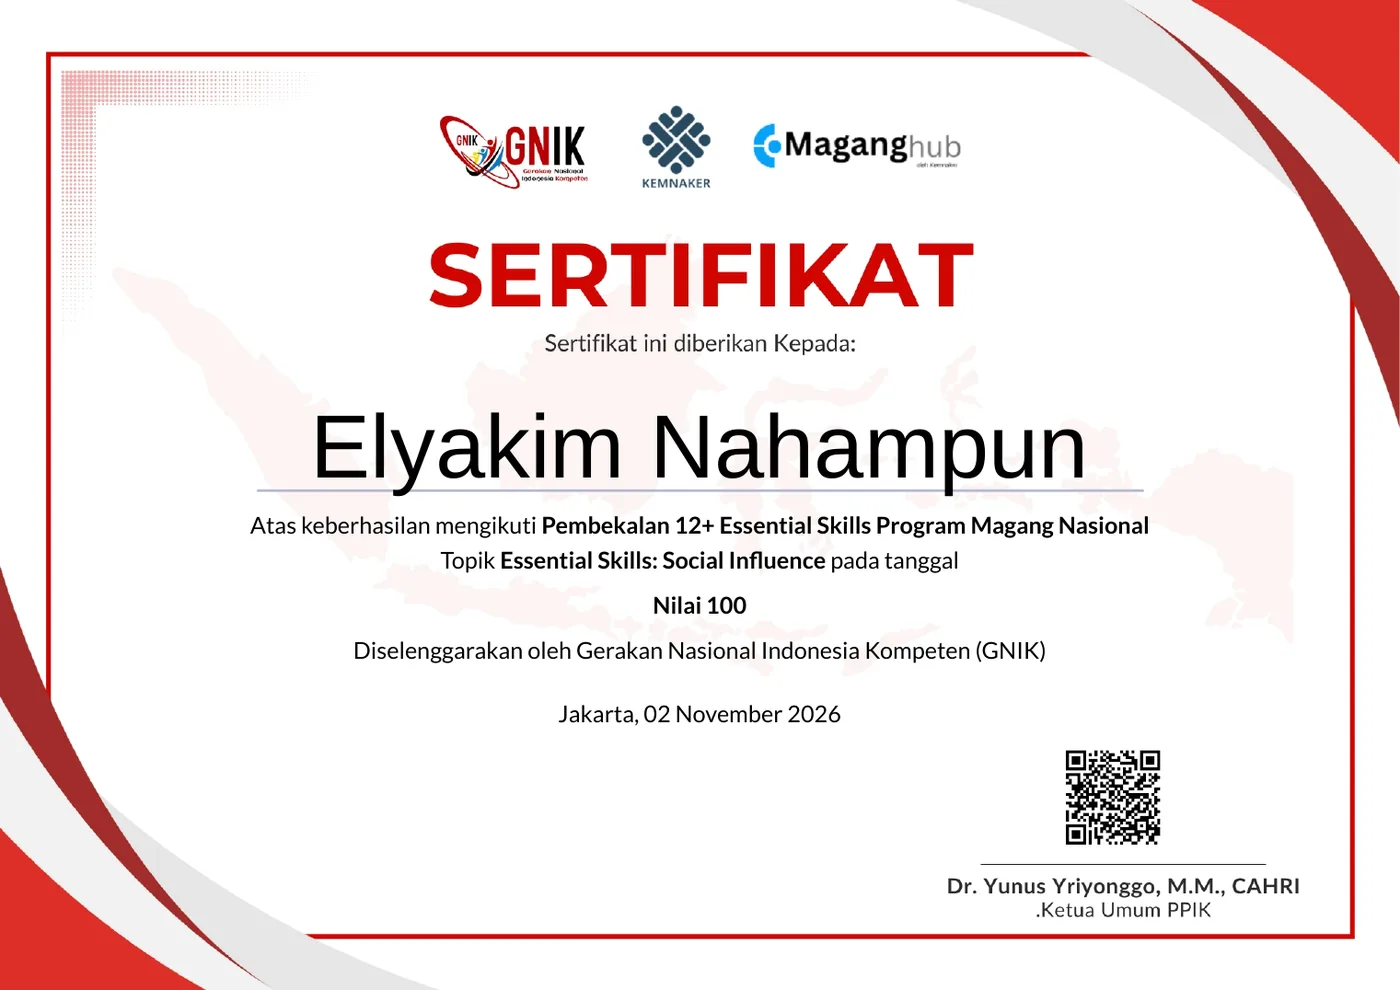 GNIK
GNIK
Gerakan Nasional
Indonesia Kompeten
KEMNAKER
Maganghub
oleh Kemnaker
SERTIFIKAT
Sertifikat ini diberikan Kepada:
Elyakim Nahampun
Atas keberhasilan mengikuti Pembekalan 12+ Essential Skills Program Magang Nasional
Topik Essential Skills: Social Influence pada tanggal
Nilai 100
Diselenggarakan oleh Gerakan Nasional Indonesia Kompeten (GNIK)
Jakarta, 02 November 2026
Dr. Yunus Yriyonggo, M.M., CAHRI
.Ketua Umum PPIK